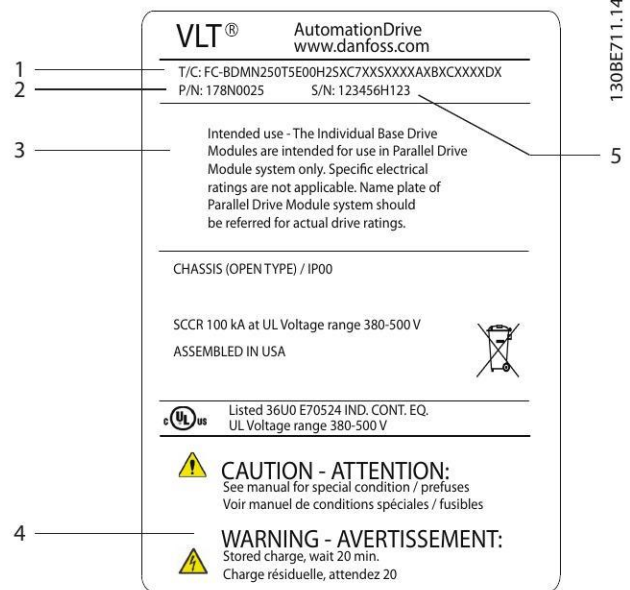 VLT® AutomationDrive
www.danfoss.com
1
T/C: FC-BDMN250T5E00H2SXC7XXSXXXXAXBXCXXXXDX
2
P/N: 178N0025 S/N: 123456H123
3
Intended use - The Individual Base Drive
Modules are intended for use in Parallel Drive
Module system only. Specific electrical
ratings are not applicable. Name plate of
Parallel Drive Module system should
be referred for actual drive ratings.
5
CHASSIS (OPEN TYPE) / IP00
SCCR 100 kA at UL Voltage range 380-500 V
ASSEMBLED IN USA
c UL us
Listed 36U0 E70524 IND. CONT. EQ.
UL Voltage range 380-500 V
CAUTION - ATTENTION:
See manual for special condition / prefuses
Voir manuel de conditions spéciales / fusibles
4
WARNING - AVERTISSEMENT:
Stored charge, wait 20 min.
Charge résiduelle, attendez 20
130BE711.14